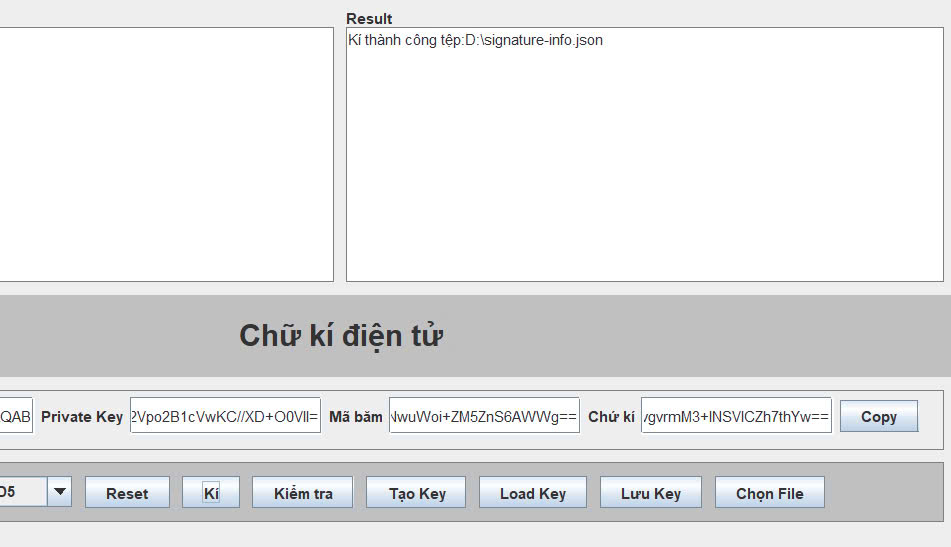 Result
Kí thành công tệp:D:\signature-info.json
Chữ kí điện tử
QAB Private Key 2Vpo2B1cVwKC//XD+O0VlI= Mã băm NwuWoi+ZM5ZnS6AWWg== Chứ kí /gvrmM3+INSVICZh7thYw== Copy
D5 Reset Kí Kiểm tra Tạo Key Load Key Lưu Key Chọn File